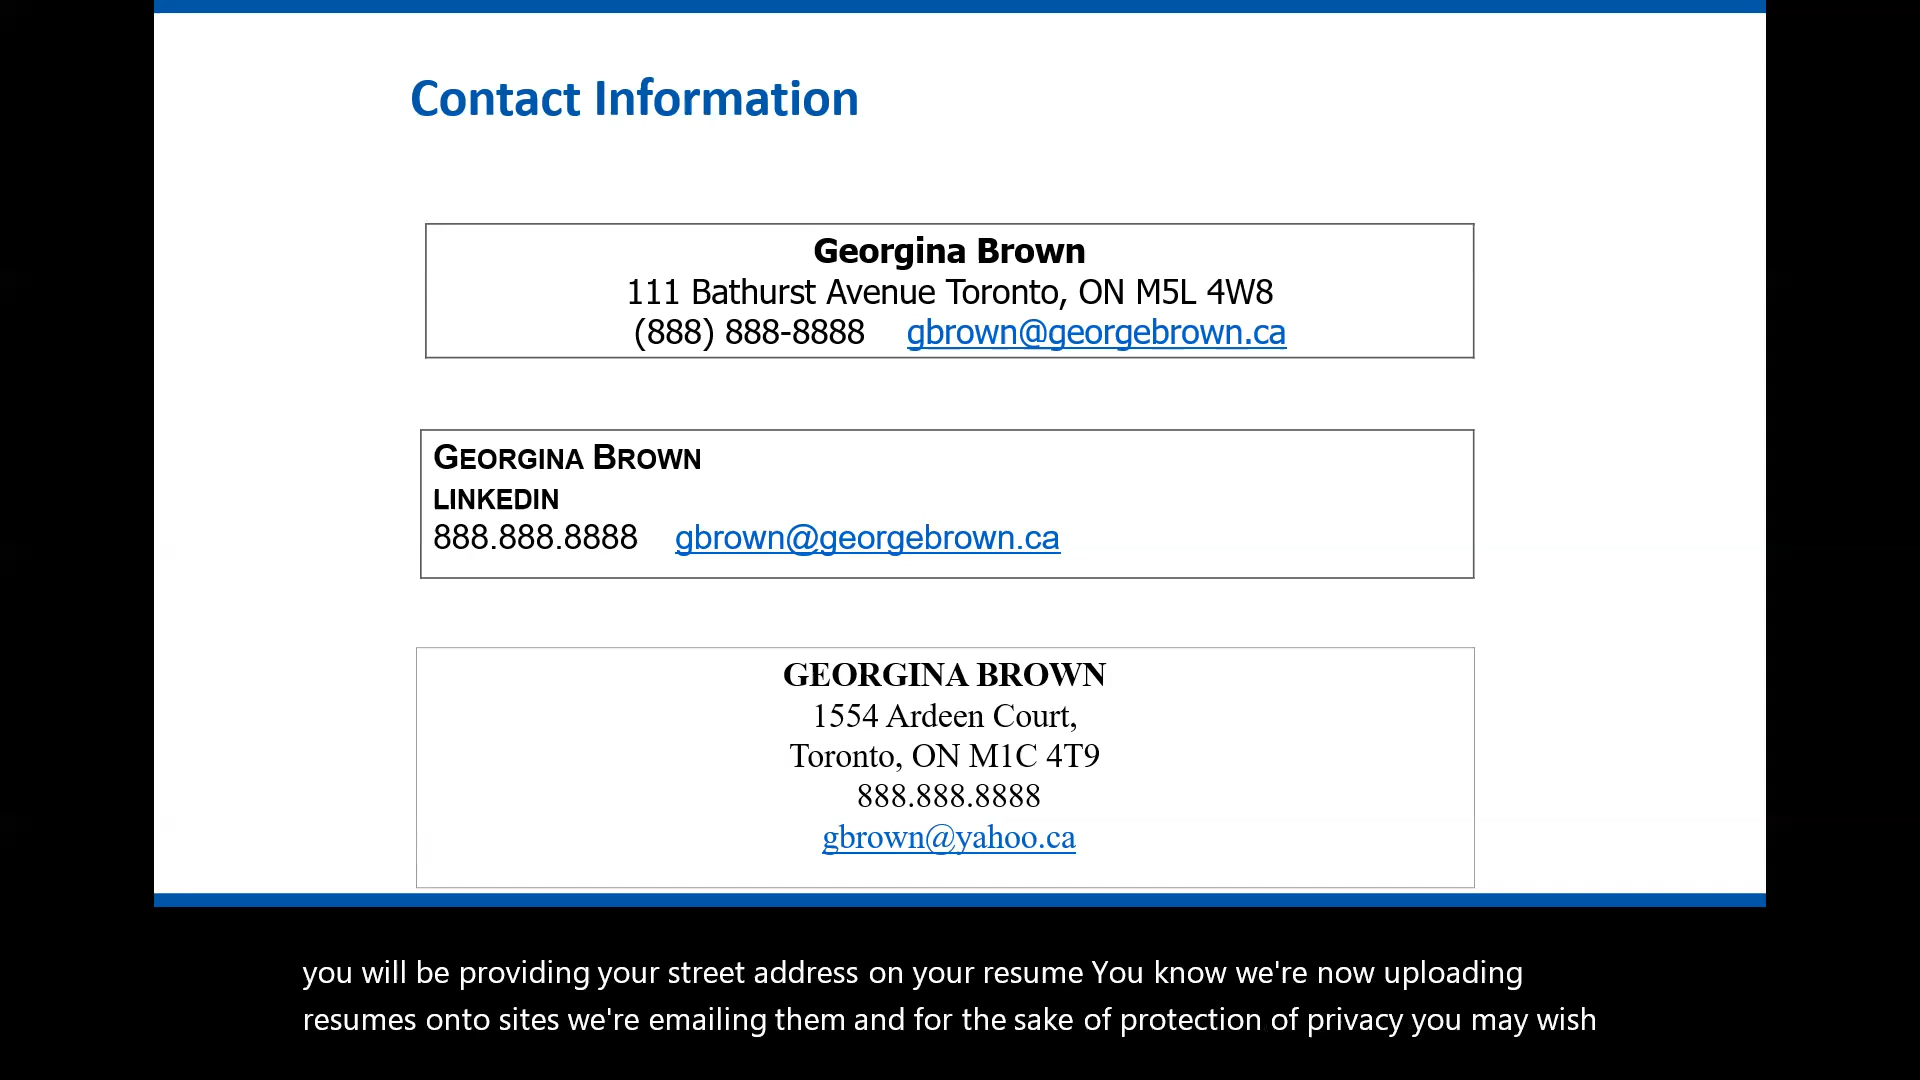 Contact Information
Georgina Brown
111 Bathurst Avenue Toronto, ON M5L 4W8
(888) 888-8888 gbrown@georgebrown.ca
GEORGINA BROWN
LINKEDIN
888.888.8888 gbrown@georgebrown.ca
GEORGINA BROWN
1554 Ardeen Court,
Toronto, ON M1C 4T9
888.888.8888
gbrown@yahoo.ca
you will be providing your street address on your resume You know we're now uploading
resumes onto sites we're emailing them and for the sake of protection of privacy you may wish